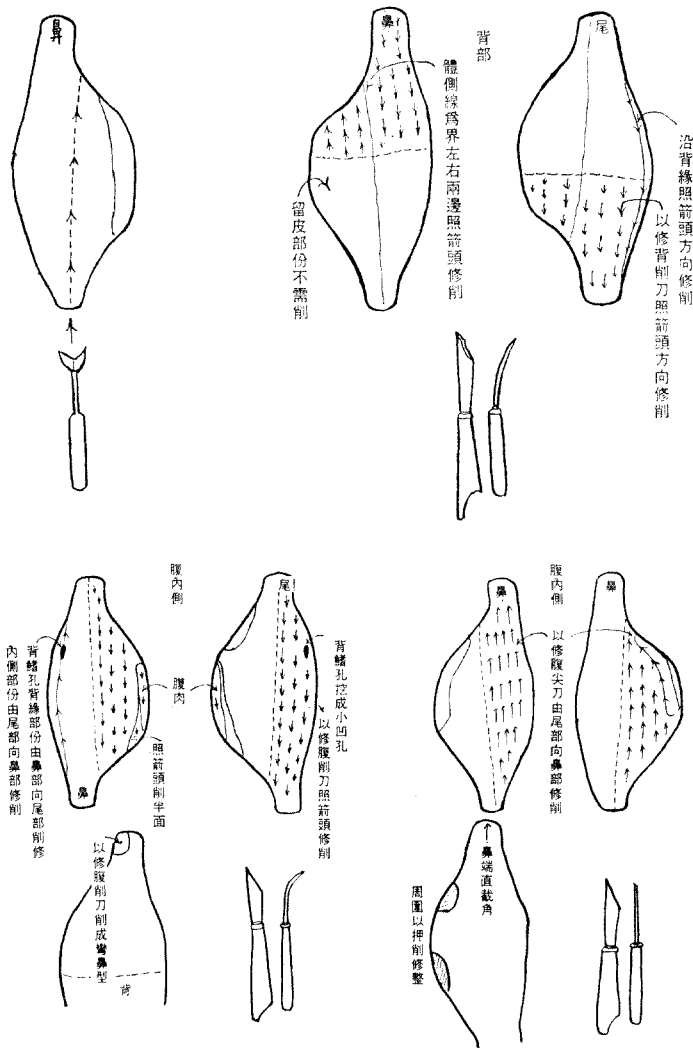 鼻
鼻
背部
體側線為界左右兩邊照箭頭修削
留皮部份不需削
尾
沿背緣照箭頭方向修削
以修背削刀照箭頭方向修削
腹內側
背鰭孔背緣部份由鼻部向尾部削修
內側部份由尾部向鼻部修削
鼻
腹肉
照箭頭削半面
尾
背鰭孔挖成小凹孔
以修腹削刀照箭頭修削
鼻
腹內側
以修腹尖刀由尾部向鼻部修削
鼻
以修腹削刀削成彎鼻型
背
鼻端直截角
周圍以押削修整